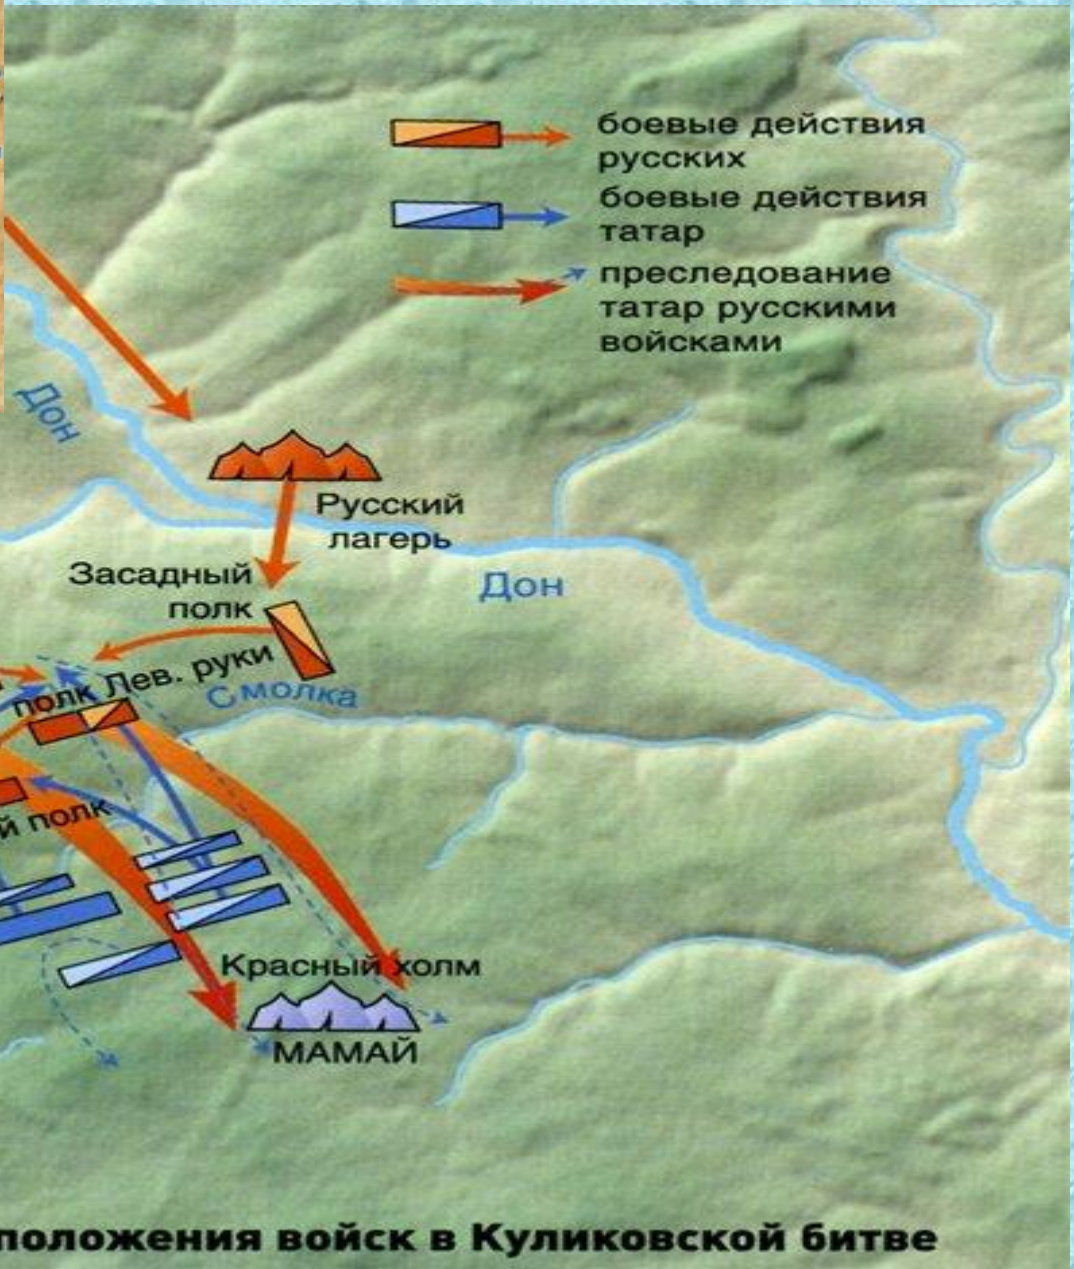 боевые действия
русских
боевые действия
татар
преследование
татар русскими
войсками
Дон
Русский
лагерь
Засадный
полк
Дон
полк Лев. руки
Смолка
й полк
Красный холм
МАМАЙ
положения войск в Куликовской битве